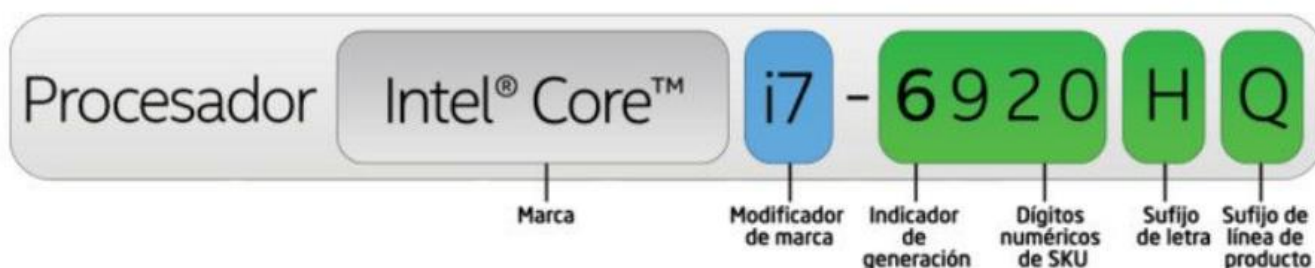 Procesador Intel® Core™ i7 - 6920 H Q
Marca
Modificador
de marca
Indicador
de
generación
Dígitos
numéricos
de SKU
Sufijo
de letra
Sufijo de
línea de
producto